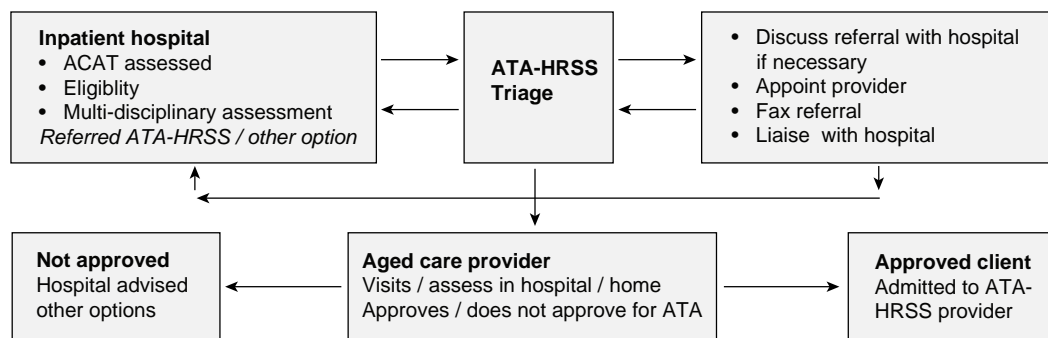 Inpatient hospital
• ACAT assessed
• Eligiblity
• Multi-disciplinary assessment
Referred ATA-HRSS / other option
ATA-HRSS
Triage
• Discuss referral with hospital
if necessary
• Appoint provider
• Fax referral
• Liaise with hospital
Not approved
Hospital advised
other options
Aged care provider
Visits / assess in hospital / home
Approves / does not approve for ATA
Approved client
Admitted to ATA-
HRSS provider